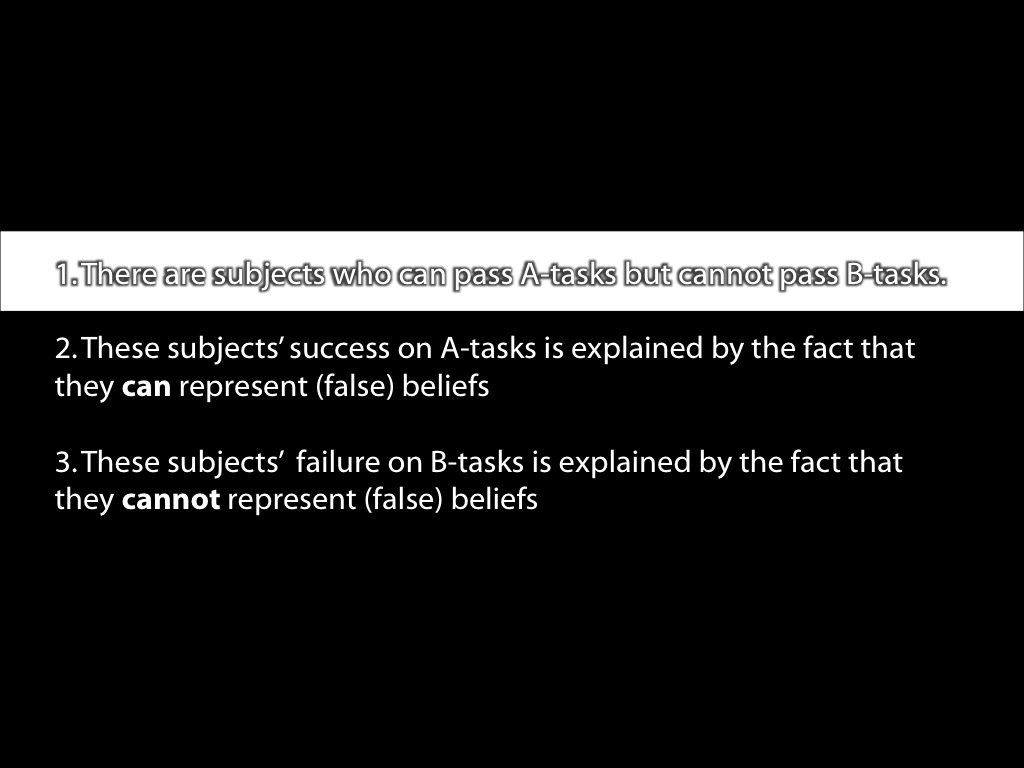 1. There are subjects who can pass A-tasks but cannot pass B-tasks.
2. These subjects’ success on A-tasks is explained by the fact that
they can represent (false) beliefs
3. These subjects’  failure on B-tasks is explained by the fact that
they cannot represent (false) beliefs